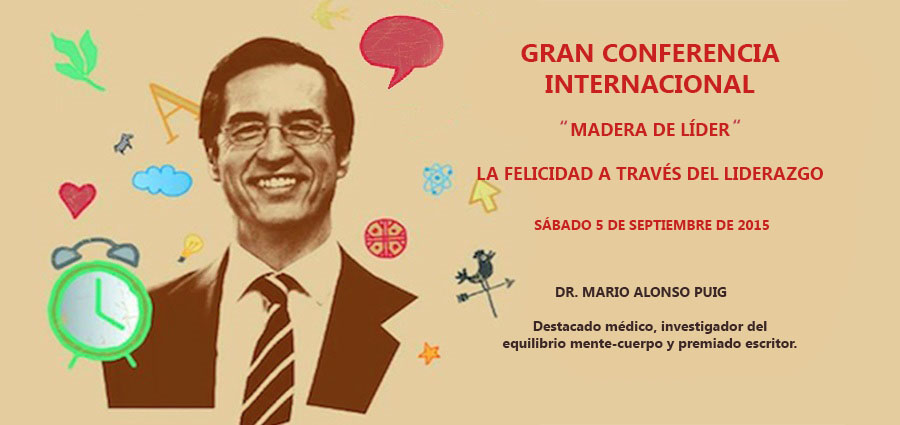 GRAN CONFERENCIA
INTERNACIONAL
“MADERA DE LÍDER“
LA FELICIDAD A TRAVÉS DEL LIDERAZGO
SÁBADO 5 DE SEPTIEMBRE DE 2015
DR. MARIO ALONSO PUIG
Destacado médico, investigador del
equilibrio mente-cuerpo y premiado escritor.
A